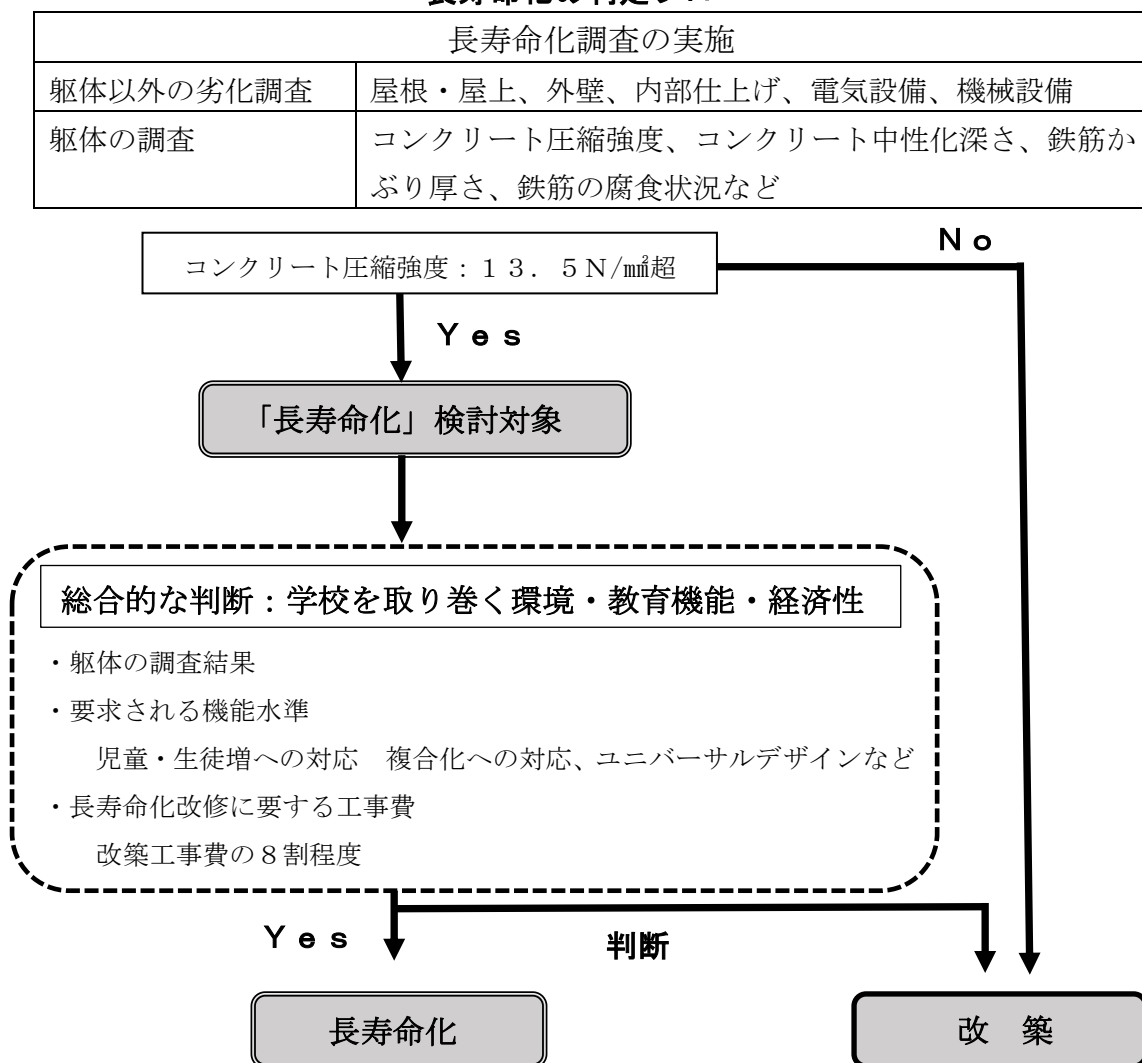 長寿命化調査の実施
躯体以外の劣化調査
屋根・屋上、外壁、内部仕上げ、電気設備、機械設備
躯体の調査
コンクリート圧縮強度、コンクリート中性化深さ、鉄筋か
ぶり厚さ、鉄筋の腐食状況など
Ｎｏ
コンクリート圧縮強度：１３．５Ｎ/㎟超
Ｙｅｓ
「長寿命化」検討対象
総合的な判断：学校を取り巻く環境・教育機能・経済性
・躯体の調査結果
・要求される機能水準
児童・生徒増への対応　複合化への対応、ユニバーサルデザインなど
・長寿命化改修に要する工事費
改築工事費の８割程度
Ｙｅｓ
判断
長寿命化
改　築